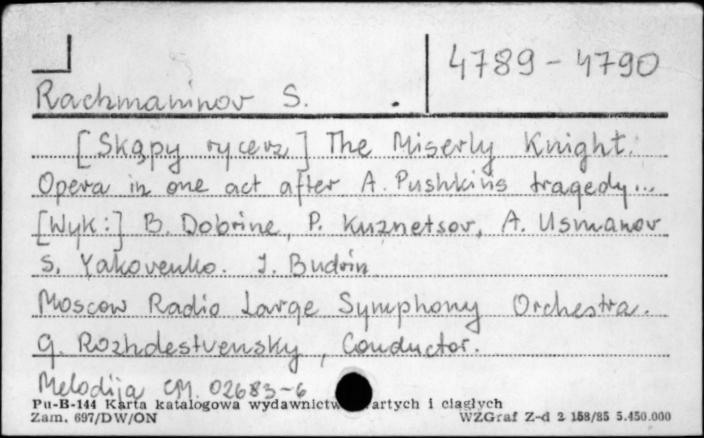 4789-4790
Rachmaninov S.
[Skąpy rycerz] The Miserly Knight.
Opera in one act after A. Pushkin's tragedy...
[Wyk:] B. Dobrine, P. Kuznetsov, A. Usmanov
S. Yakovenko. I. Budrin
Moscow Radio Large Symphony Orchestra.
G. Rozhdestvensky, Conductor.
Melodija CM. 02683-6
Pu-B-144 Karta katalogowa wydawnictw artych i ciągłych
Zam. 697/DW/ON WZGraf Z-d 2 158/85 5.450.000